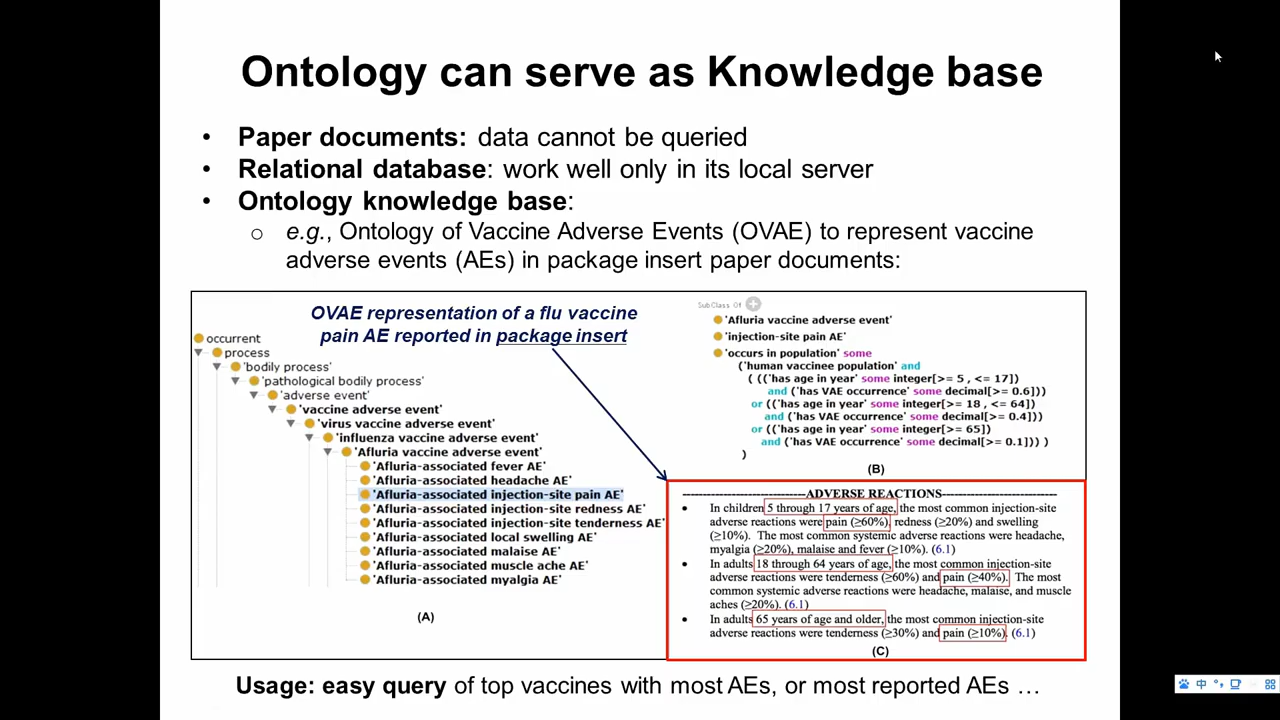 Ontology can serve as Knowledge base
• Paper documents: data cannot be queried
• Relational database: work well only in its local server
• Ontology knowledge base:
o e.g., Ontology of Vaccine Adverse Events (OVAE) to represent vaccine
adverse events (AEs) in package insert paper documents:
OVAE representation of a flu vaccine
pain AE reported in package insert
occurrent
process
'bodily process'
'pathological bodily process'
'adverse event'
'vaccine adverse event'
'virus vaccine adverse event'
'influenza vaccine adverse event'
'Afluria vaccine adverse event'
'Afluria-associated fever AE'
'Afluria-associated headache AE'
'Afluria-associated injection-site pain AE'
'Afluria-associated injection-site redness AE'
'Afluria-associated injection-site tenderness AE'
'Afluria-associated local swelling AE'
'Afluria-associated malaise AE'
'Afluria-associated muscle ache AE'
'Afluria-associated myalgia AE'
(A)
SubClass Of
'Afluria vaccine adverse event'
'injection-site pain AE'
'occurs in population' some
('human vaccinee population' and
( (('has age in year' some integer[>= 5 , <= 17])
and ('has VAE occurrence' some decimal[>= 0.6]))
or (('has age in year' some integer[>= 18 , <= 64])
and ('has VAE occurrence' some decimal[>= 0.4]))
or (('has age in year' some integer[>= 65])
and ('has VAE occurrence' some decimal[>= 0.1])) )
)
(B)
-----------------------------ADVERSE REACTIONS---------------------------
• In children 5 through 17 years of age, the most common injection-site
adverse reactions were pain (≥60%), redness (≥20%) and swelling
(≥10%). The most common systemic adverse reactions were headache,
myalgia (≥20%), malaise and fever (≥10%). (6.1)
• In adults 18 through 64 years of age, the most common injection-site
adverse reactions were tenderness (≥60%) and pain (≥40%). The most
common systemic adverse reactions were headache, malaise, and muscle
aches (≥20%). (6.1)
• In adults 65 years of age and older, the most common injection-site
adverse reactions were tenderness (≥30%) and pain (≥10%). (6.1)
(C)
Usage: easy query of top vaccines with most AEs, or most reported AEs …
中